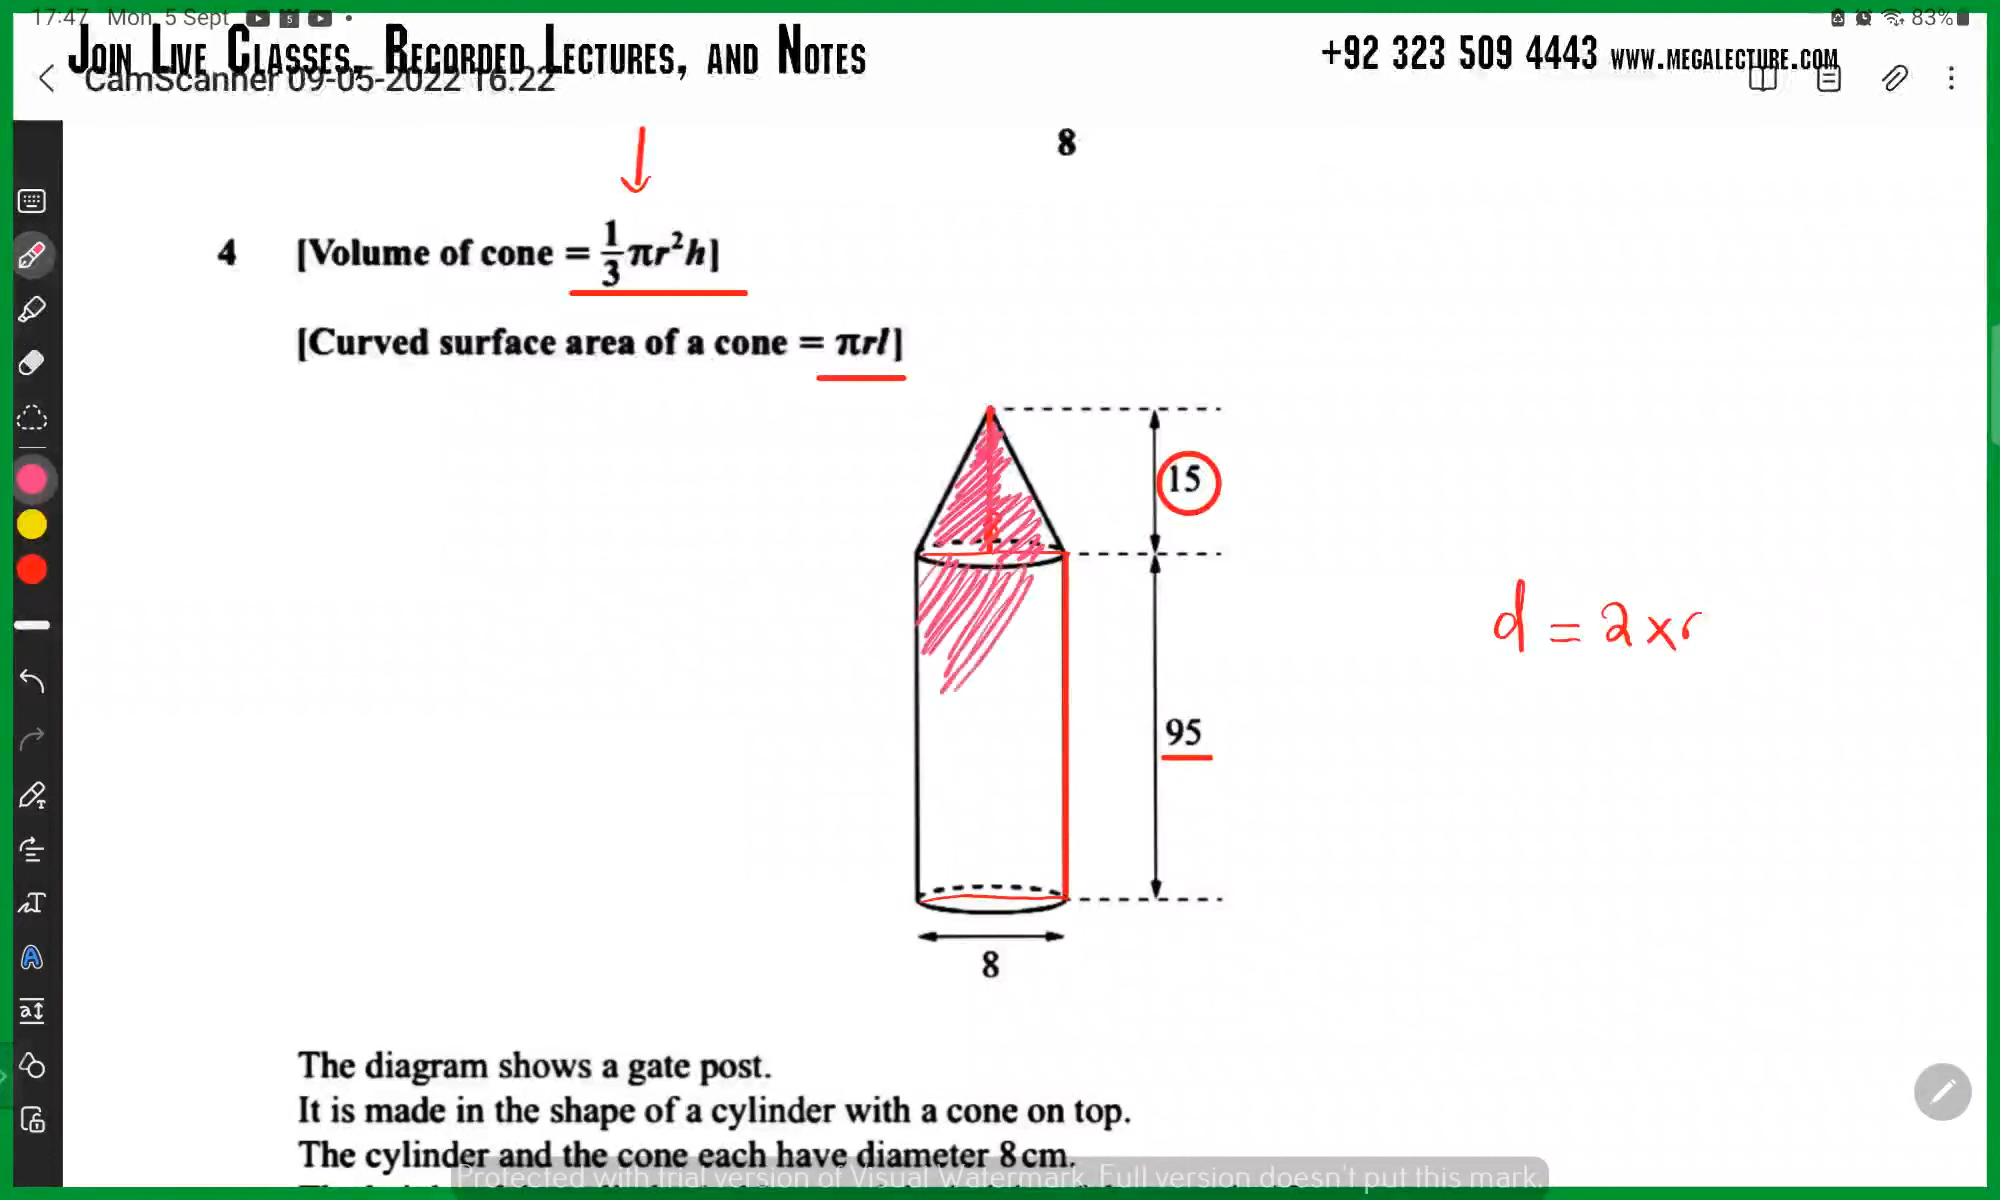 17:47 Mon, 5 Sept
83%
JOIN LIVE CLASSES, RECORDED LECTURES, AND NOTES
+92 323 509 4443 WWW.MEGALECTURE.COM
CamScanner 09-05-2022 16.22
8
4 [Volume of cone = 1/3 πr²h]
[Curved surface area of a cone = πrl]
15
d = 2 x r
95
8
The diagram shows a gate post.
It is made in the shape of a cylinder with a cone on top.
The cylinder and the cone each have diameter 8 cm.
Protected with trial version of Visual Watermark. Full version doesn't put this mark.